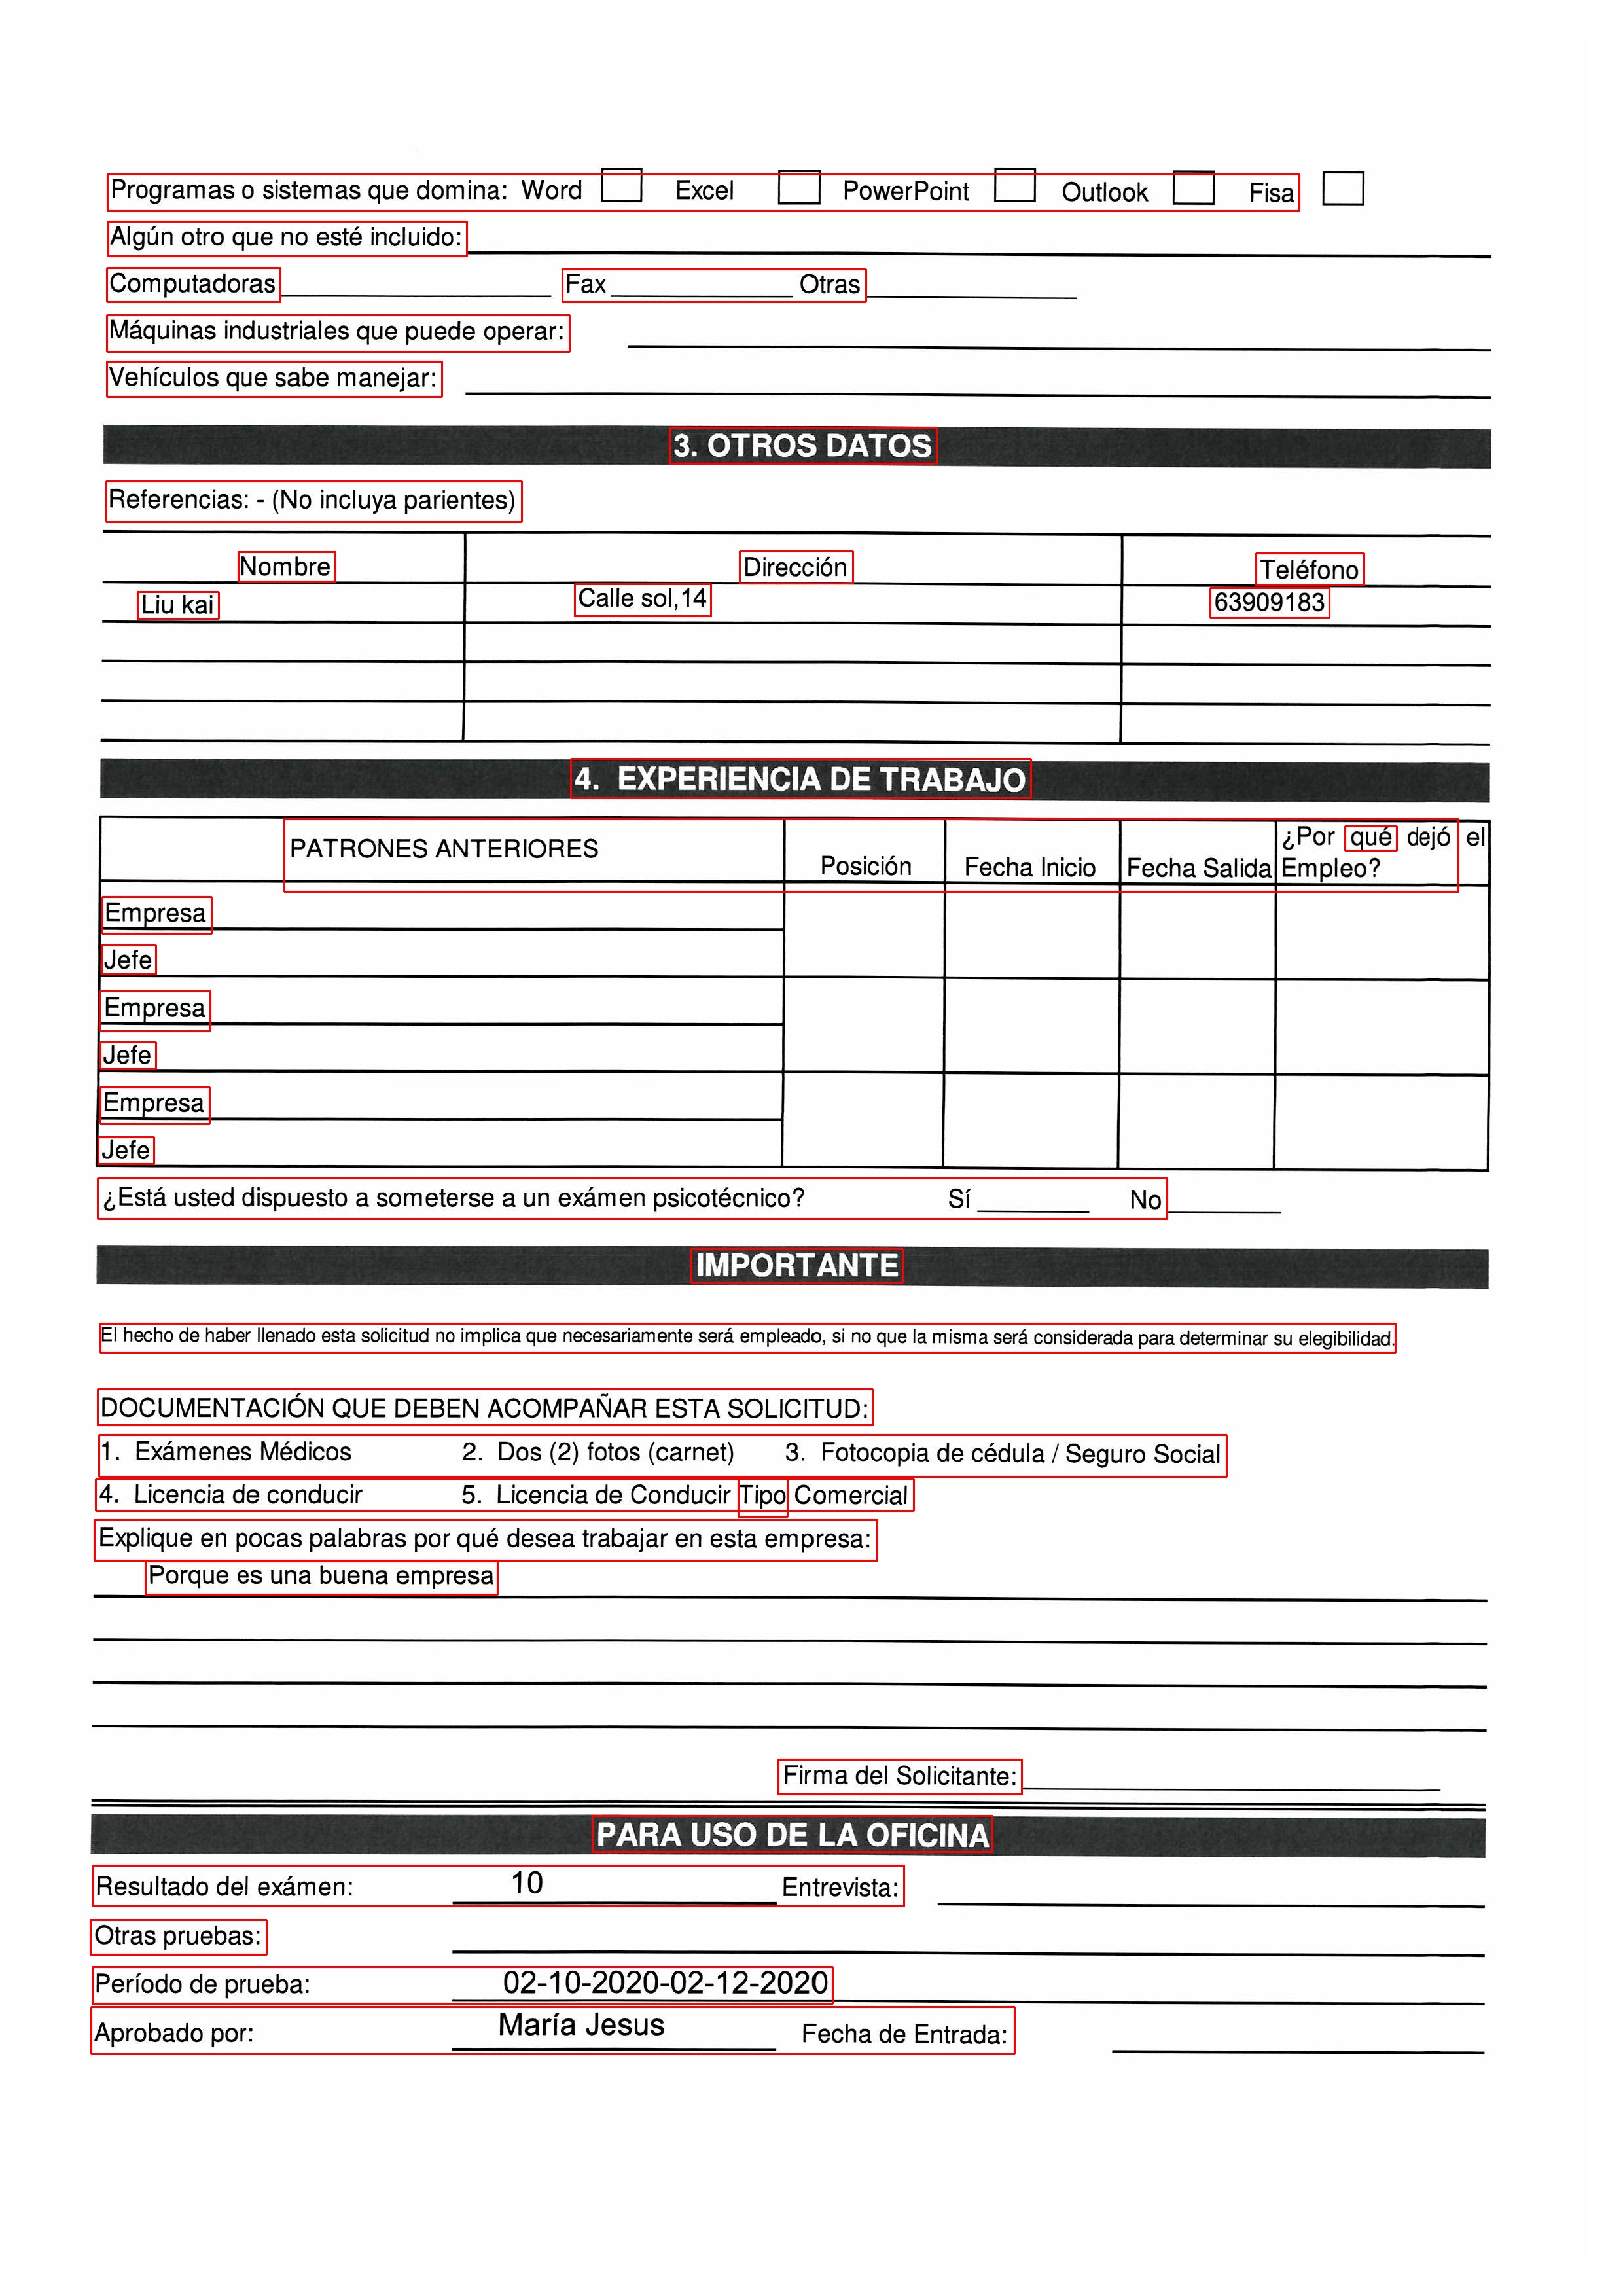 Programas o sistemas que domina: Word Excel PowerPoint Outlook Fisa
Algún otro que no esté incluido:
Computadoras Fax Otras
Máquinas industriales que puede operar:
Vehículos que sabe manejar:
3. OTROS DATOS
Referencias: - (No incluya parientes)
Nombre Dirección Teléfono
Liu kai Calle sol,14 63909183
4. EXPERIENCIA DE TRABAJO
PATRONES ANTERIORES Posición Fecha Inicio Fecha Salida ¿Por qué dejó el
Empleo?
Empresa
Jefe
Empresa
Jefe
Empresa
Jefe
¿Está usted dispuesto a someterse a un exámen psicotécnico? Sí No
IMPORTANTE
El hecho de haber llenado esta solicitud no implica que necesariamente será empleado, si no que la misma será considerada para determinar su elegibilidad.
DOCUMENTACIÓN QUE DEBEN ACOMPAÑAR ESTA SOLICITUD:
1. Exámenes Médicos 2. Dos (2) fotos (carnet) 3. Fotocopia de cédula / Seguro Social
4. Licencia de conducir 5. Licencia de Conducir Tipo Comercial
Explique en pocas palabras por qué desea trabajar en esta empresa:
Porque es una buena empresa
Firma del Solicitante:
PARA USO DE LA OFICINA
Resultado del exámen: 10 Entrevista:
Otras pruebas:
Período de prueba: 02-10-2020-02-12-2020
Aprobado por: María Jesus Fecha de Entrada: